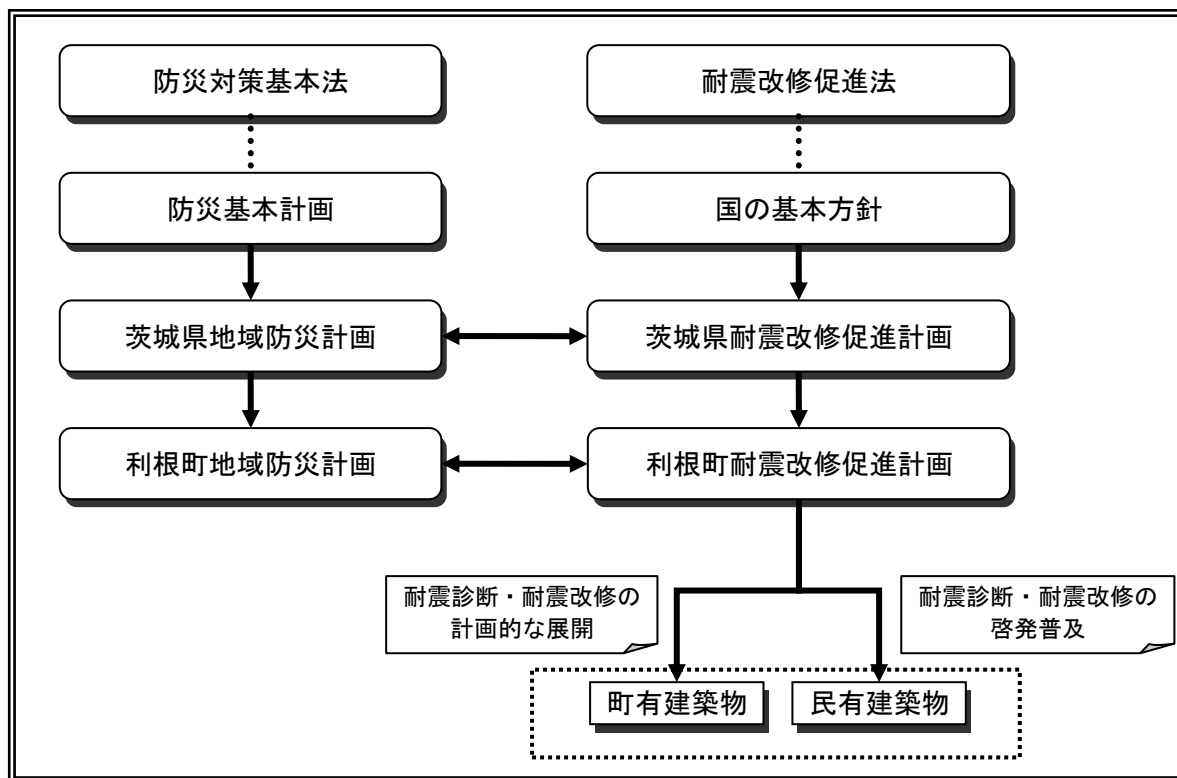 防災対策基本法
耐震改修促進法
防災基本計画
国の基本方針
茨城県地域防災計画
茨城県耐震改修促進計画
利根町地域防災計画
利根町耐震改修促進計画
耐震診断・耐震改修の
計画的な展開
耐震診断・耐震改修の
啓発普及
町有建築物
民有建築物